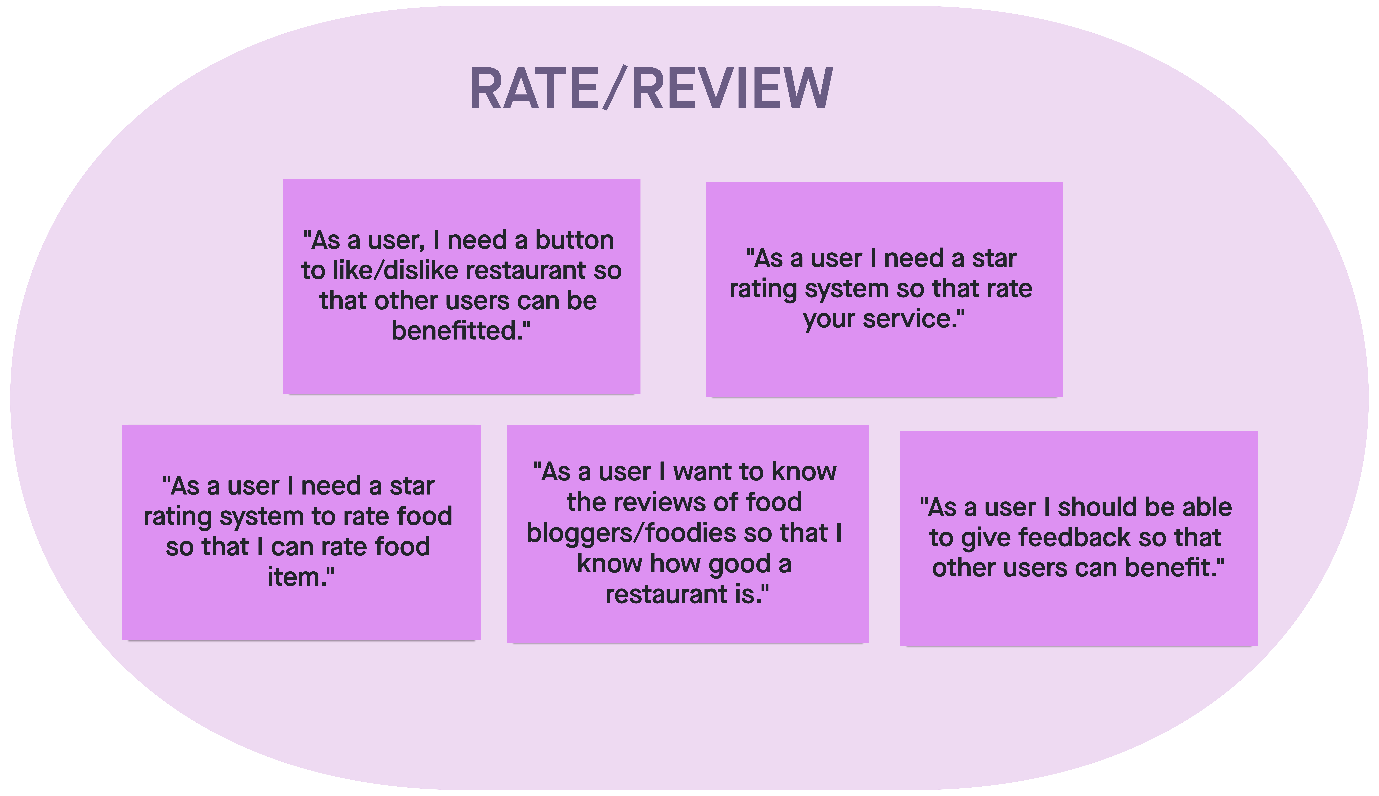 RATE/REVIEW
"As a user, I need a button
to like/dislike restaurant so
that other users can be
benefitted."
"As a user I need a star
rating system so that rate
your service."
"As a user I need a star
rating system to rate food
so that I can rate food
item."
"As a user I want to know
the reviews of food
bloggers/foodies so that I
know how good a
restaurant is."
"As a user I should be able
to give feedback so that
other users can benefit."